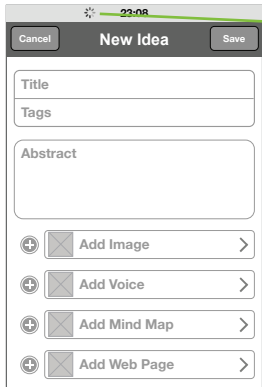 23:08
Cancel New Idea Save
Title
Tags
Abstract
Add Image
Add Voice
Add Mind Map
Add Web Page